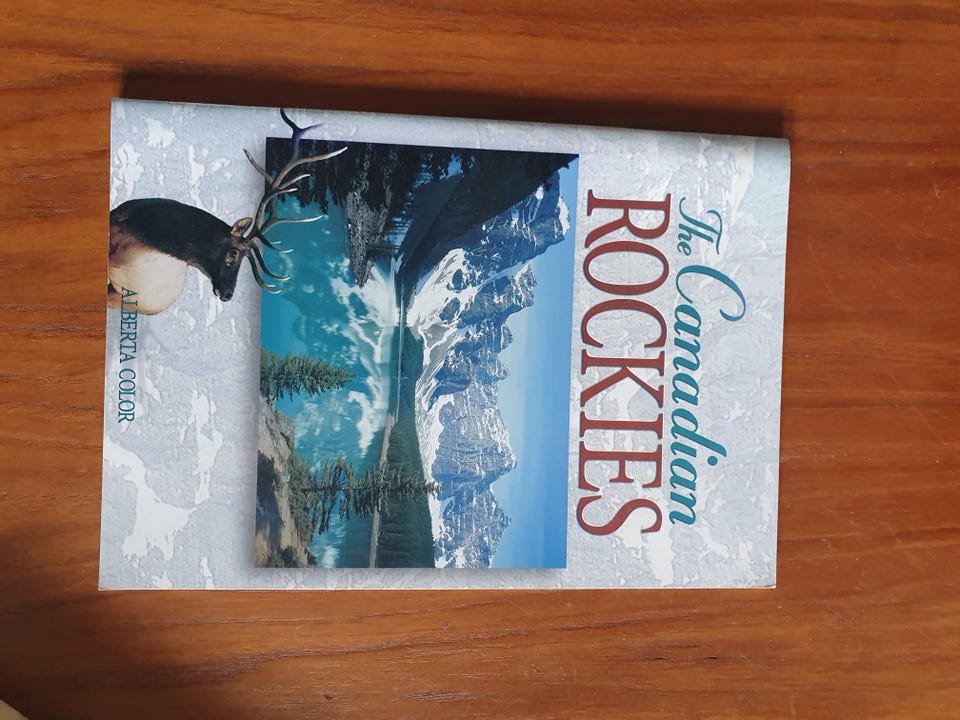 The Canadian
ROCKIES
ALBERTA COLOR